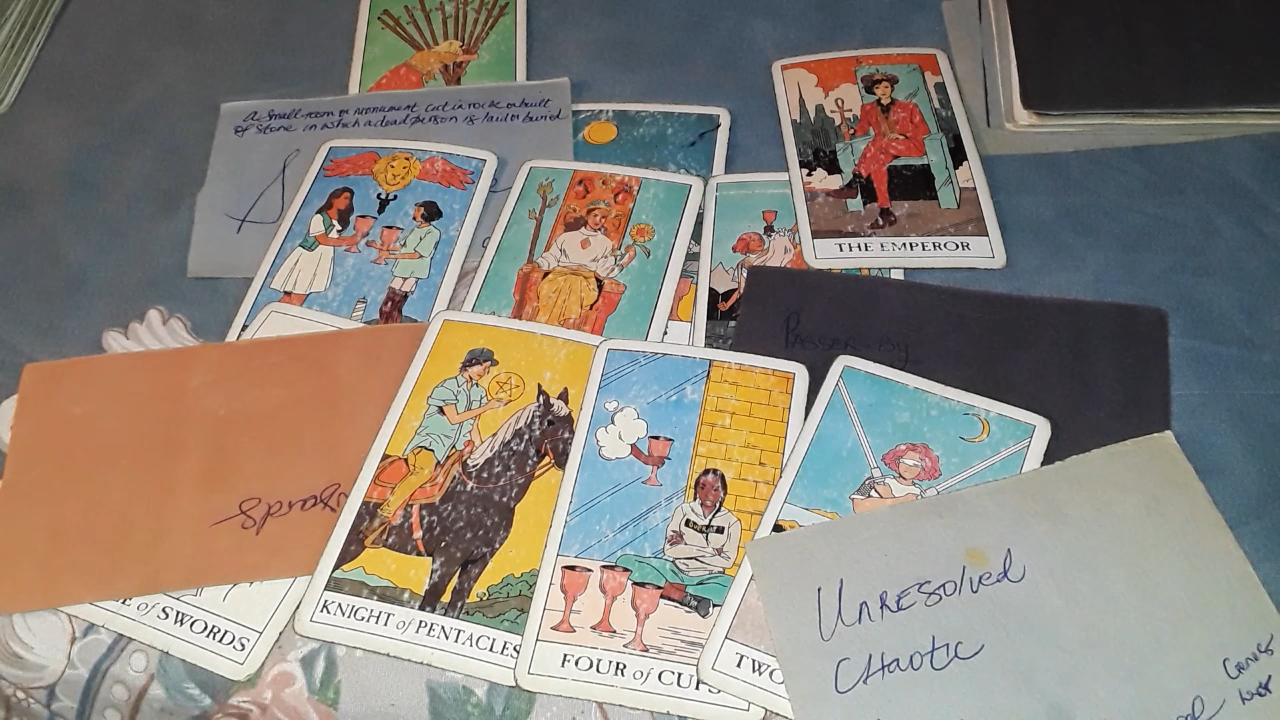 a small room or monument cut in rock or built
of stone in which a dead person is laid or buried
THE EMPEROR
PASSER-By
OF SWORDS
KNIGHT of PENTACLES
FOUR of CUPS
TWO
UNRESOLVED
CHaotic